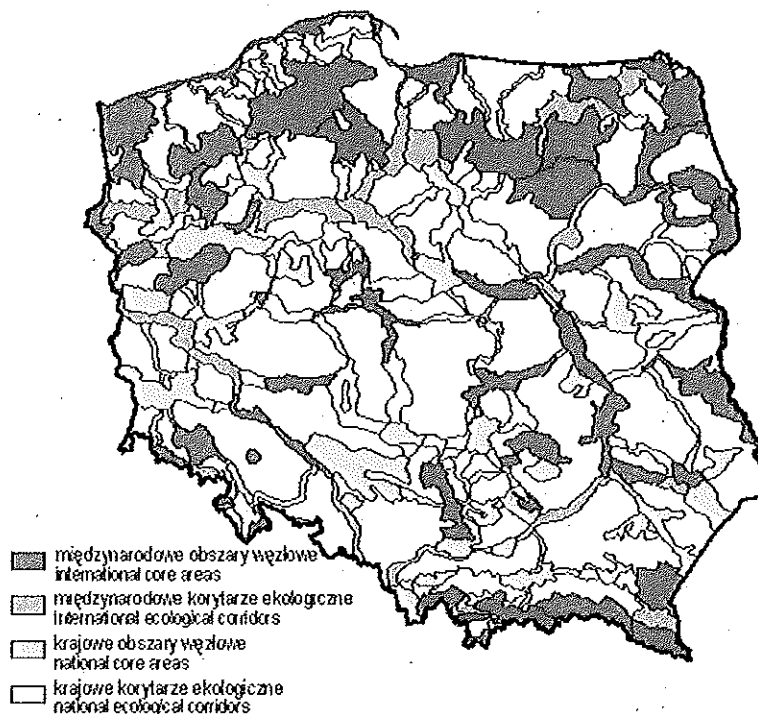 międzynarodowe obszary węzłowe
international core areas
międzynarodowe korytarze ekologiczne
international ecological corridors
krajowe obszary węzłowe
national core areas
krajowe korytarze ekologiczne
national ecological corridors